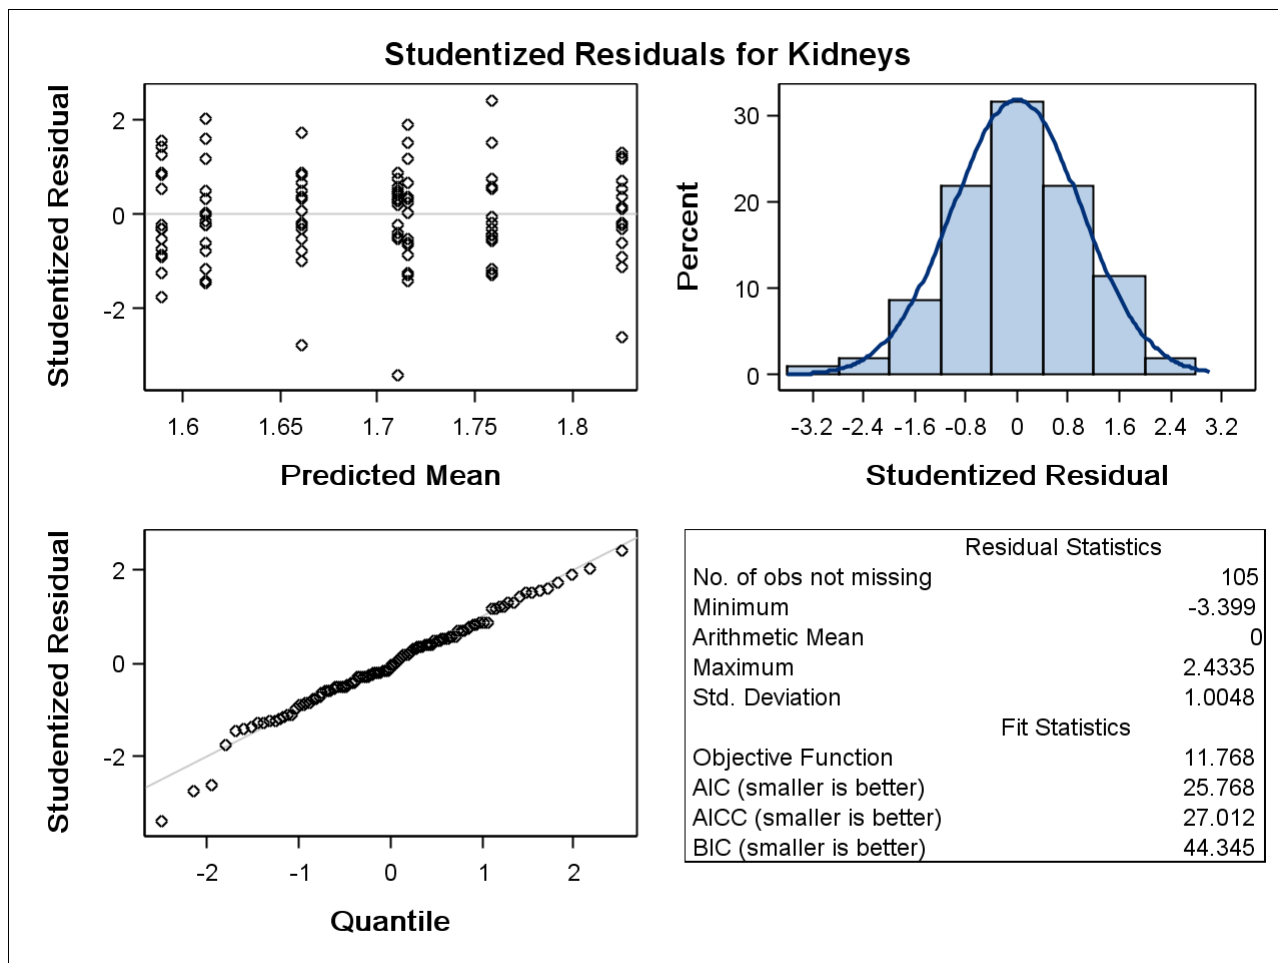 Studentized Residuals for Kidneys
Studentized Residual
2
0
-2
1.6 1.65 1.7 1.75 1.8
Predicted Mean
Percent
30
20
10
0
-3.2 -2.4 -1.6 -0.8 0 0.8 1.6 2.4 3.2
Studentized Residual
Studentized Residual
2
0
-2
-2 -1 0 1 2
Quantile
Residual Statistics
No. of obs not missing 105
Minimum -3.399
Arithmetic Mean 0
Maximum 2.4335
Std. Deviation 1.0048
Fit Statistics
Objective Function 11.768
AIC (smaller is better) 25.768
AICC (smaller is better) 27.012
BIC (smaller is better) 44.345